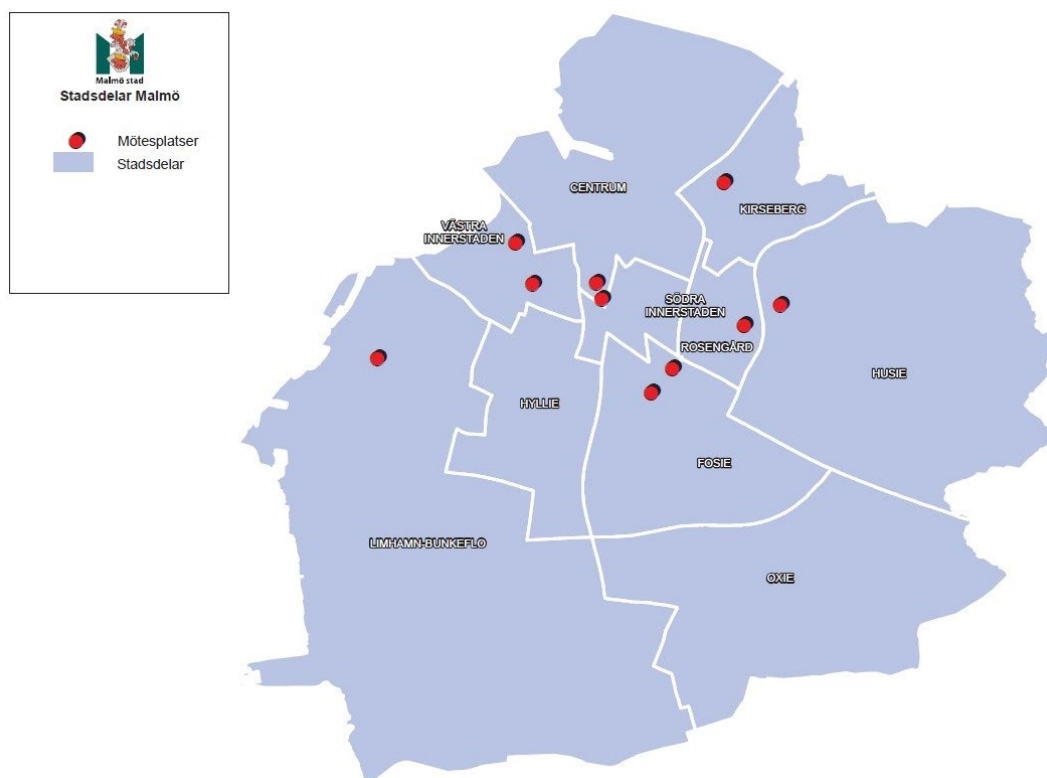 Malmö stad
Stadsdelar Malmö
Mötesplatser
Stadsdelar
CENTRUM
KIRSEBERG
VÄSTRA
INNERSTADEN
SÖDRA
INNERSTADEN
ROSENGÅRD
HUSIE
HYLLIE
FOSIE
LIMHAMN-BUNKEFLO
OXIE